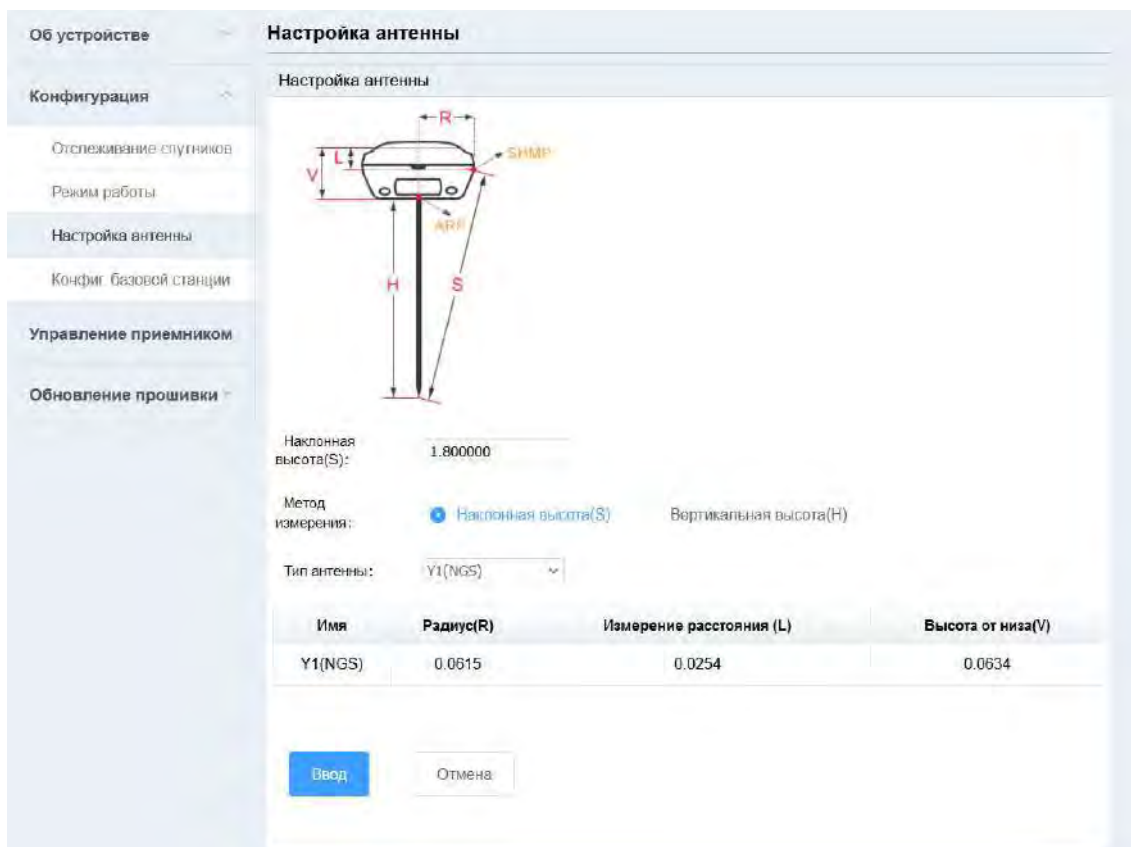 Об устройстве
Конфигурация
Отслеживание спутников
Режим работы
Настройка антенны
Конфиг базовой станции
Управление приемником
Обновление прошивки
Настройка антенны
Настройка антенны
R
L
V
SHMP
ARP
H
S
Наклонная
высота(S):
1.800000
Метод
измерения:
Наклонная высота(S) Вертикальная высота(H)
Тип антенны: Y1(NGS)
Имя Радиус(R) Измерение расстояния (L) Высота от низа(V)
Y1(NGS) 0.0615 0.0254 0.0634
Ввод Отмена